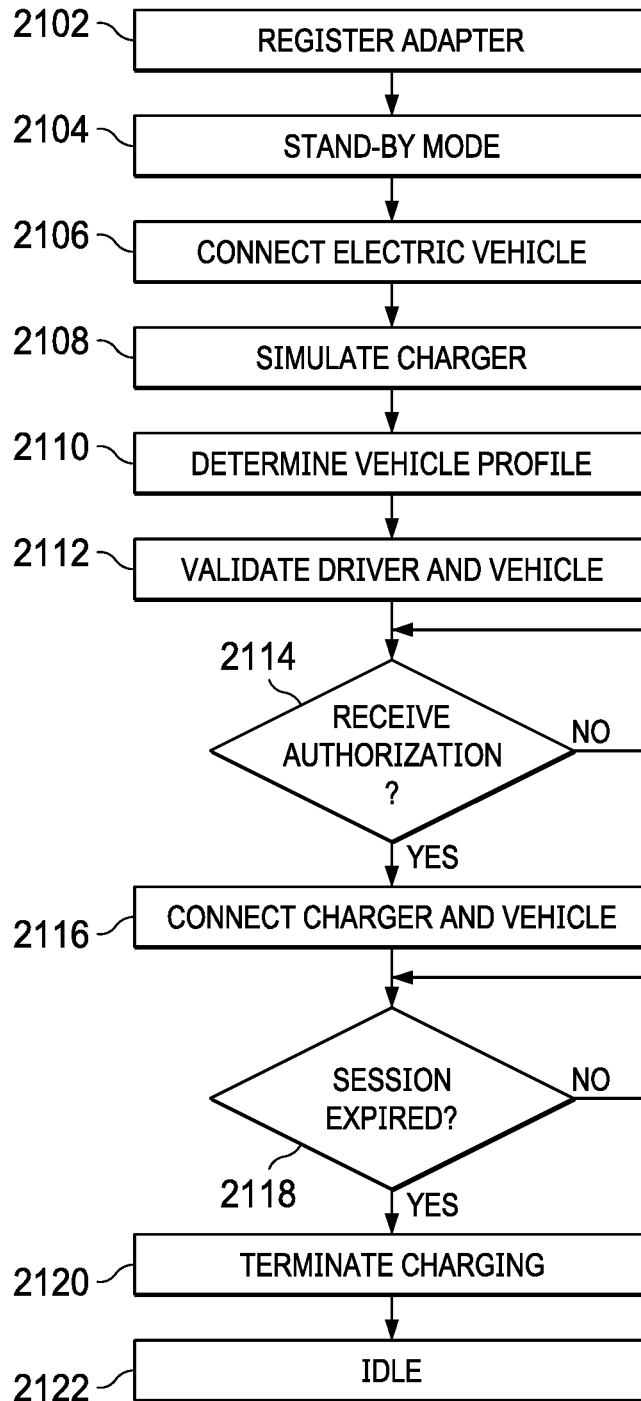 2102
REGISTER ADAPTER
2104
STAND-BY MODE
2106
CONNECT ELECTRIC VEHICLE
2108
SIMULATE CHARGER
2110
DETERMINE VEHICLE PROFILE
2112
VALIDATE DRIVER AND VEHICLE
2114
RECEIVE
AUTHORIZATION
?
NO
YES
2116
CONNECT CHARGER AND VEHICLE
SESSION
EXPIRED?
NO
2118
YES
2120
TERMINATE CHARGING
2122
IDLE